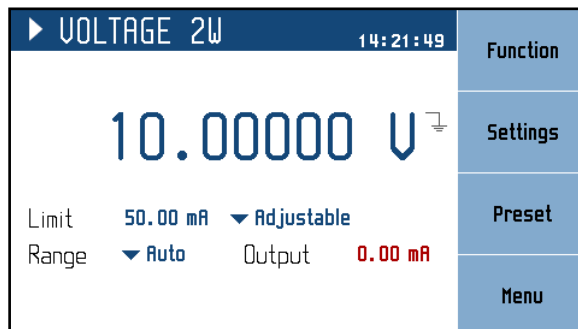 VOLTAGE 2W 14:21:49
10.00000 V
Limit 50.00 mA Adjustable
Range Auto Output 0.00 mA
Function
Settings
Preset
Menu